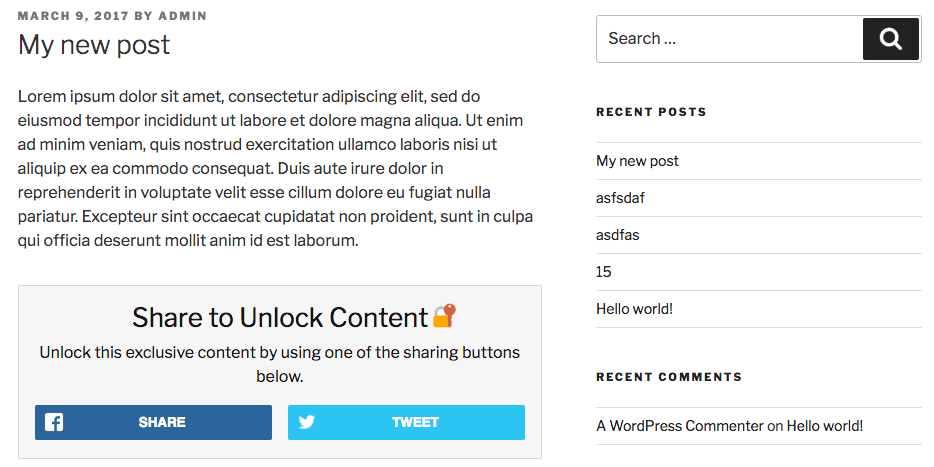 MARCH 9, 2017 BY ADMIN
My new post
Lorem ipsum dolor sit amet, consectetur adipiscing elit, sed do
eiusmod tempor incididunt ut labore et dolore magna aliqua. Ut enim
ad minim veniam, quis nostrud exercitation ullamco laboris nisi ut
aliquip ex ea commodo consequat. Duis aute irure dolor in
reprehenderit in voluptate velit esse cillum dolore eu fugiat nulla
pariatur. Excepteur sint occaecat cupidatat non proident, sunt in culpa
qui officia deserunt mollit anim id est laborum.
Share to Unlock Content
Unlock this exclusive content by using one of the sharing buttons
below.
SHARE
TWEET
Search …
RECENT POSTS
My new post
asfsdaf
asdfas
15
Hello world!
RECENT COMMENTS
A WordPress Commenter on Hello world!